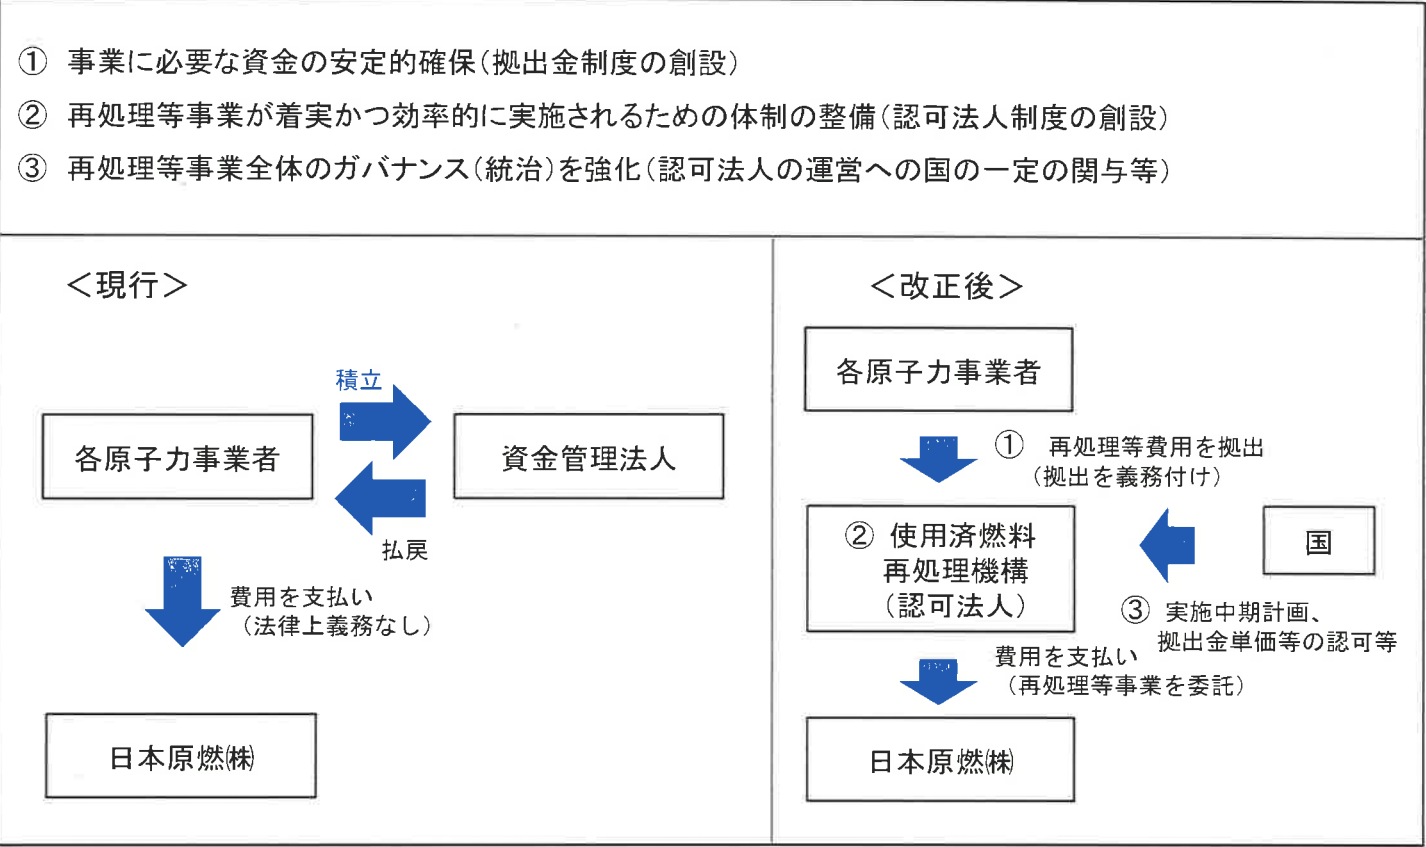 ① 事業に必要な資金の安定的確保（拠出金制度の創設）
② 再処理等事業が着実かつ効率的に実施されるための体制の整備（認可法人制度の創設）
③ 再処理等事業全体のガバナンス（統治）を強化（認可法人の運営への国の一定の関与等）
＜現行＞
積立
各原子力事業者
資金管理法人
払戻
費用を支払い
（法律上義務なし）
日本原燃㈱
＜改正後＞
各原子力事業者
① 再処理等費用を拠出
（拠出を義務付け）
② 使用済燃料
再処理機構
（認可法人）
国
③ 実施中期計画、
拠出金単価等の認可等
費用を支払い
（再処理等事業を委託）
日本原燃㈱